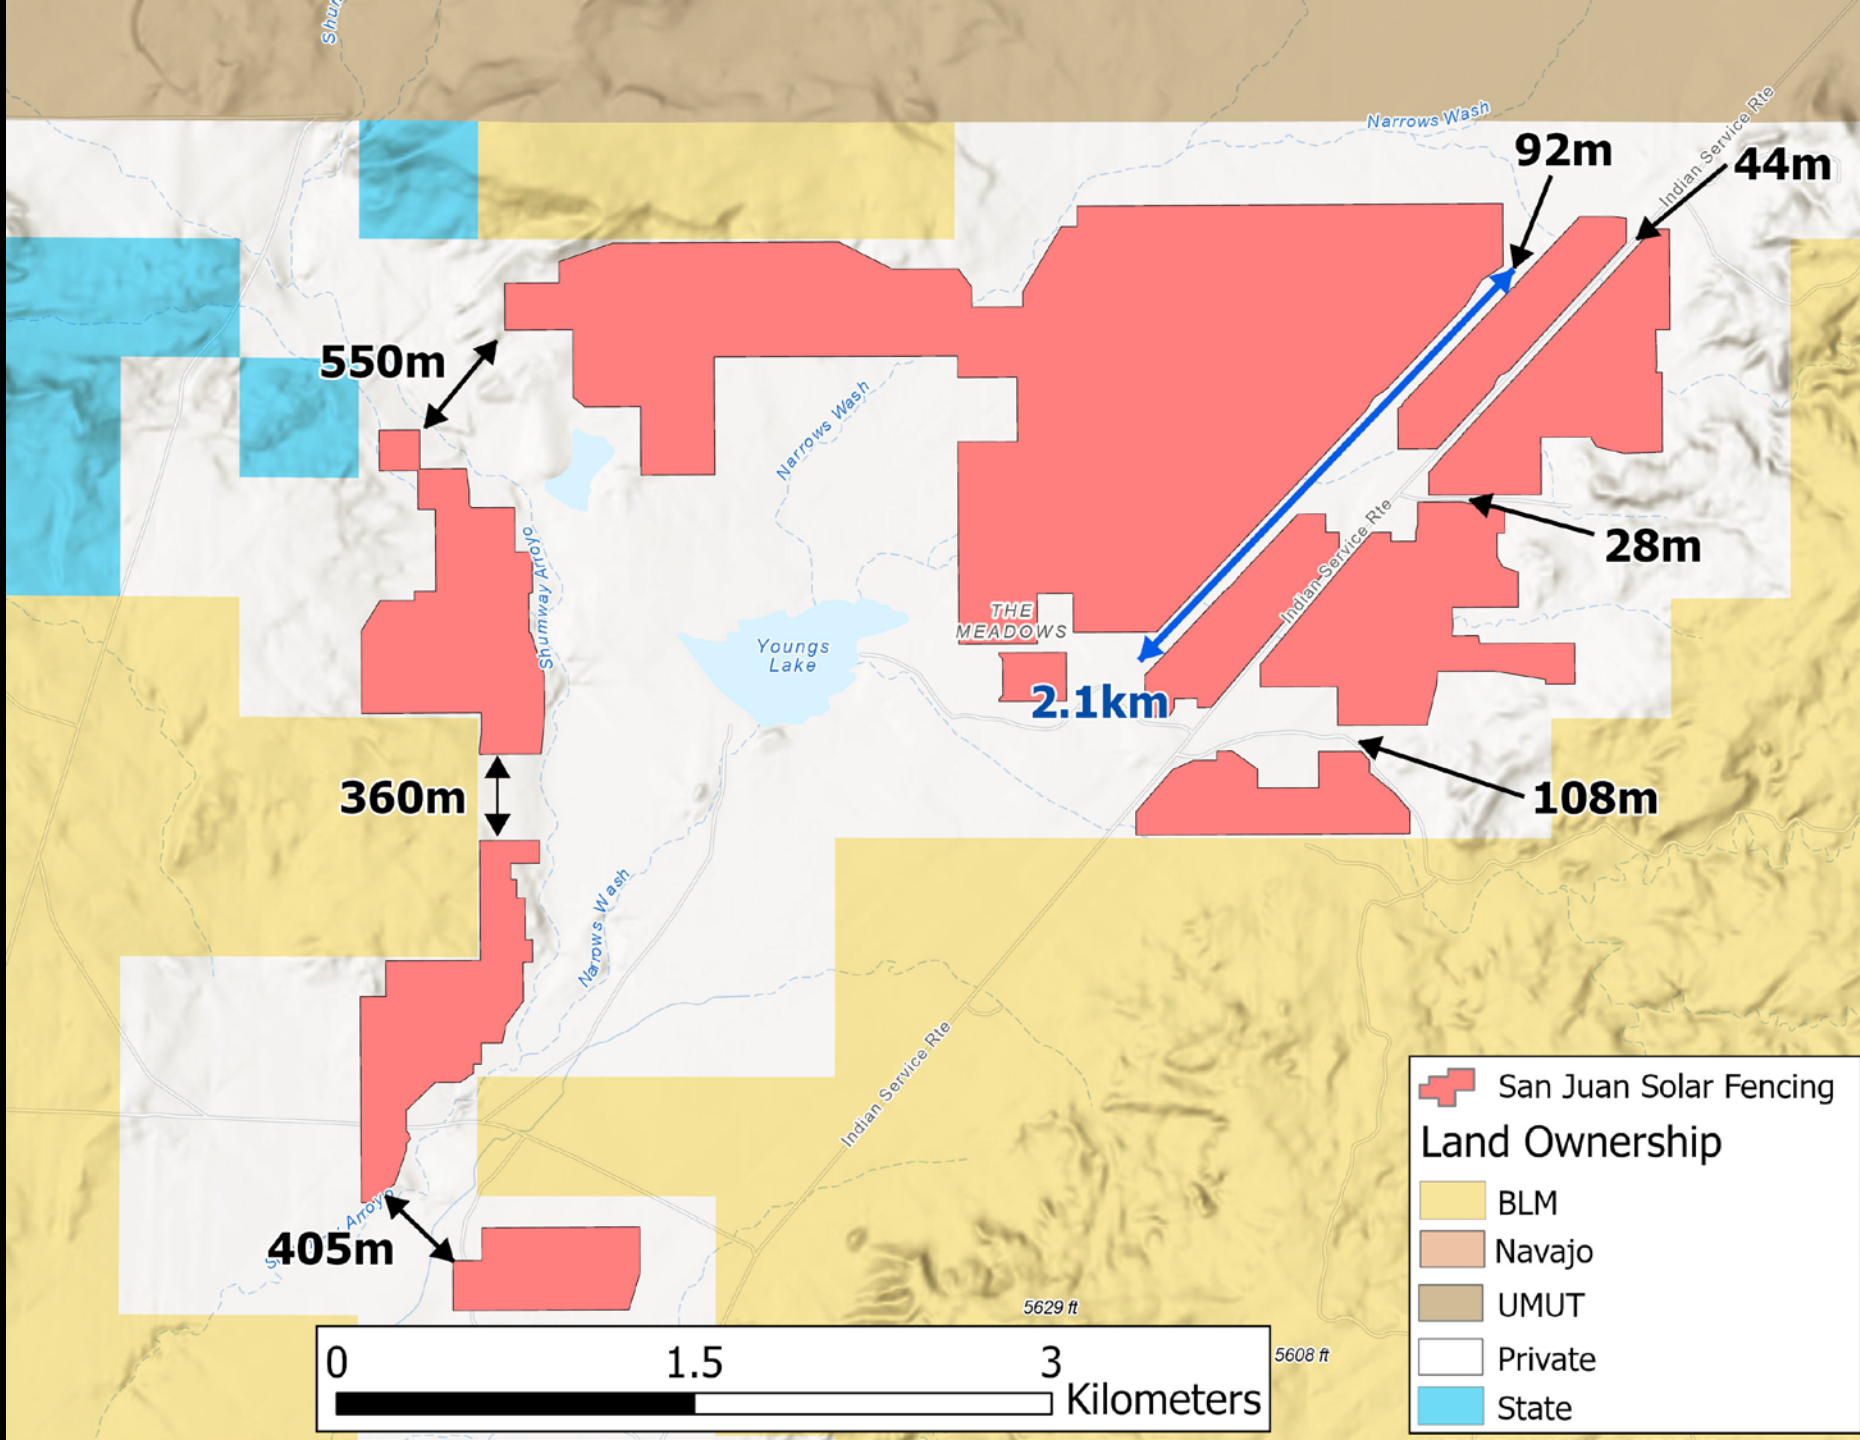 Shum
Narrows Wash
Indian Service Rte
92m
44m
550m
Narrows Wash
Shumway Arroyo
Indian Service Rte
28m
THE
MEADOWS
Youngs
Lake
2.1km
360m
108m
Narrows Wash
Indian Service Rte
Arroyo
405m
5629 ft
5608 ft
0
1.5
3
Kilometers
San Juan Solar Fencing
Land Ownership
BLM
Navajo
UMUT
Private
State